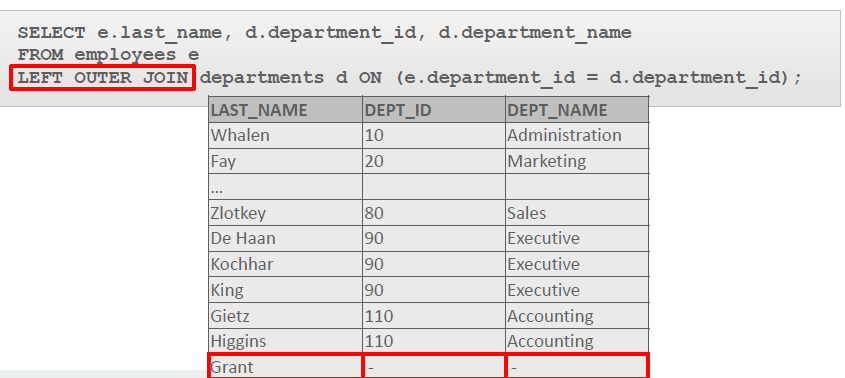 SELECT e.last_name, d.department_id, d.department_name
FROM employees e
LEFT OUTER JOIN departments d ON (e.department_id = d.department_id);
LAST_NAME DEPT_ID DEPT_NAME
Whalen 10 Administration
Fay 20 Marketing
...
Zlotkey 80 Sales
De Haan 90 Executive
Kochhar 90 Executive
King 90 Executive
Gietz 110 Accounting
Higgins 110 Accounting
Grant - -